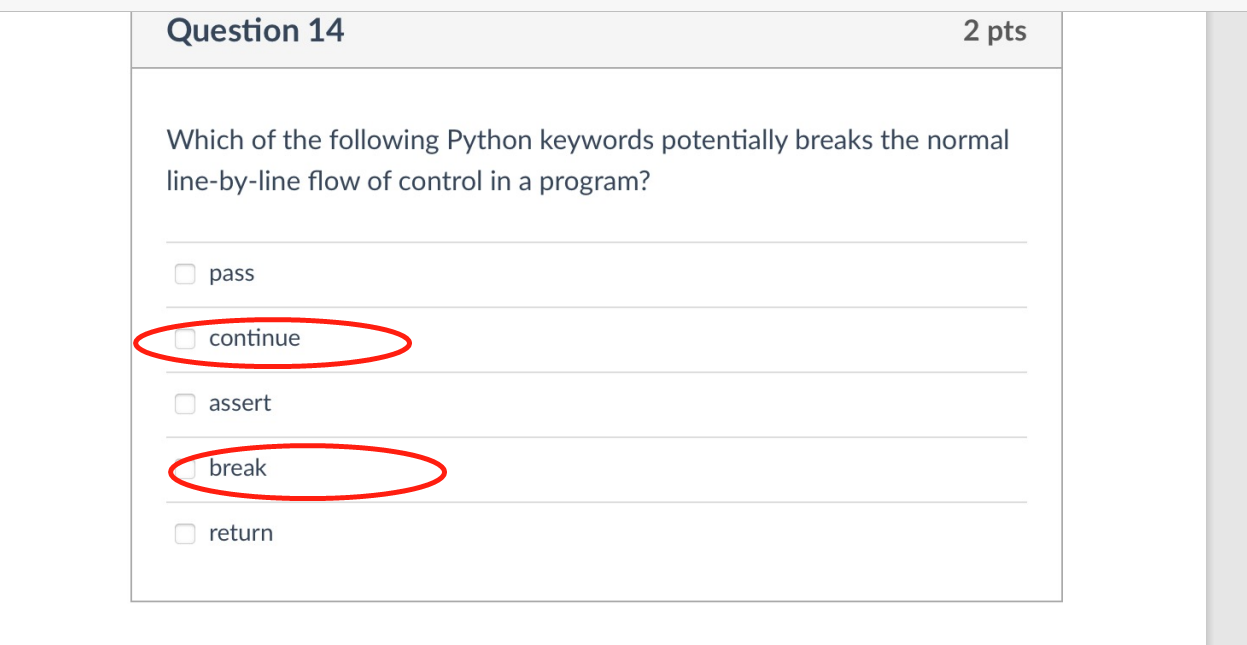 Question 14
2 pts
Which of the following Python keywords potentially breaks the normal
line-by-line flow of control in a program?
pass
continue
assert
break
return